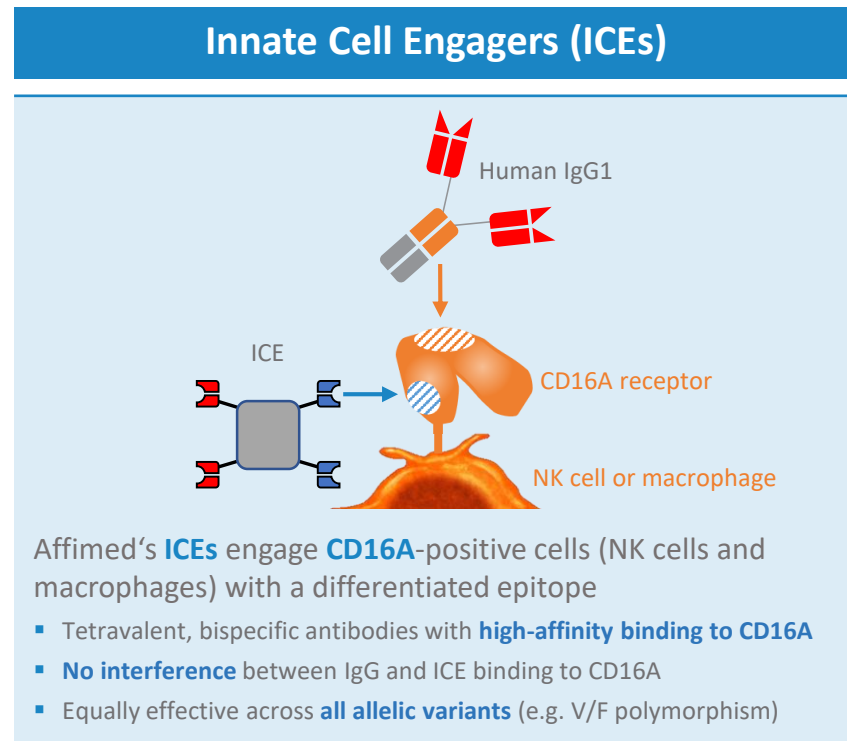 Innate Cell Engagers (ICEs)
Human IgG1
ICE
CD16A receptor
NK cell or macrophage
Affimed‘s ICEs engage CD16A-positive cells (NK cells and
macrophages) with a differentiated epitope
▪ Tetravalent, bispecific antibodies with high-affinity binding to CD16A
▪ No interference between IgG and ICE binding to CD16A
▪ Equally effective across all allelic variants (e.g. V/F polymorphism)